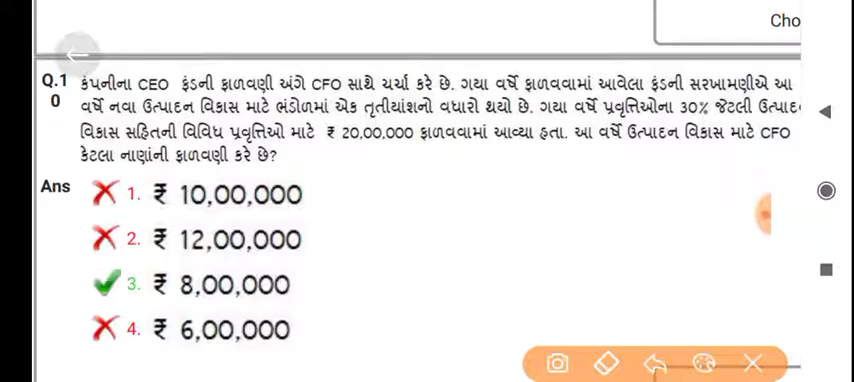 Cho
Q.1 કંપનીના CEO ફંડની ફાળવણી અંગે CFO સાથે ચર્ચા કરે છે. ગયા વર્ષે ફાળવવામાં આવેલા ફંડની સરખામણીએ આ
0 વર્ષે નવા ઉત્પાદન વિકાસ માટે ભંડોળમાં એક તૃતીયાંશનો વધારો થયો છે. ગયા વર્ષે પ્રવૃત્તિઓના 30% જેટલી ઉત્પાદ
વિકાસ સહિતની વિવિધ પ્રવૃત્તિઓ માટે ₹ 20,00,000 ફાળવવામાં આવ્યા હતા. આ વર્ષે ઉત્પાદન વિકાસ માટે CFO
કેટલા નાણાંની ફાળવણી કરે છે?
Ans 1. ₹ 10,00,000
2. ₹ 12,00,000
3. ₹ 8,00,000
4. ₹ 6,00,000